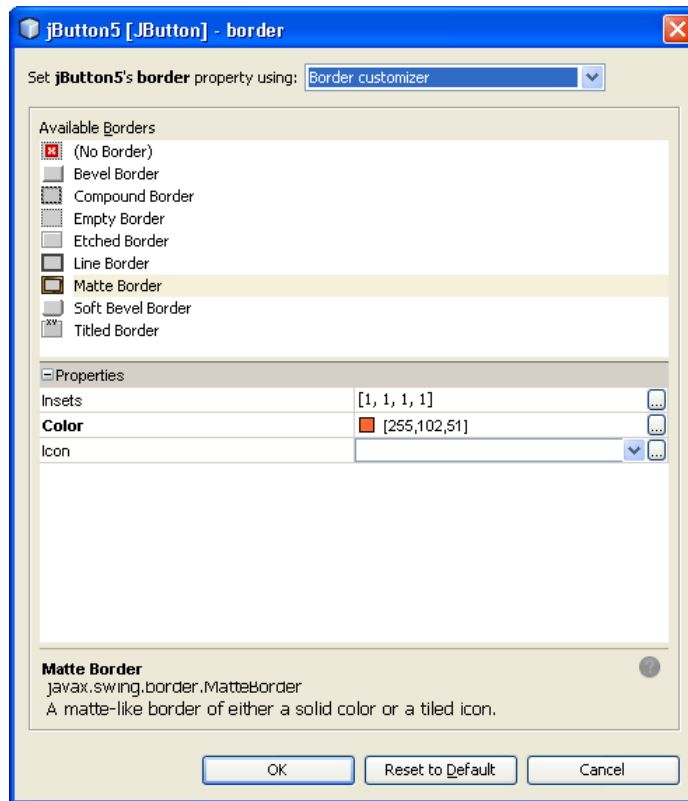 jButton5 [JButton] - border
Set jButton5's border property using: Border customizer
Available Borders
(No Border)
Bevel Border
Compound Border
Empty Border
Etched Border
Line Border
Matte Border
Soft Bevel Border
Titled Border
Properties
Insets [1, 1, 1, 1] ...
Color [255,102,51] ...
Icon ...
Matte Border ?
javax.swing.border.MatteBorder
A matte-like border of either a solid color or a tiled icon.
OK Reset to Default Cancel